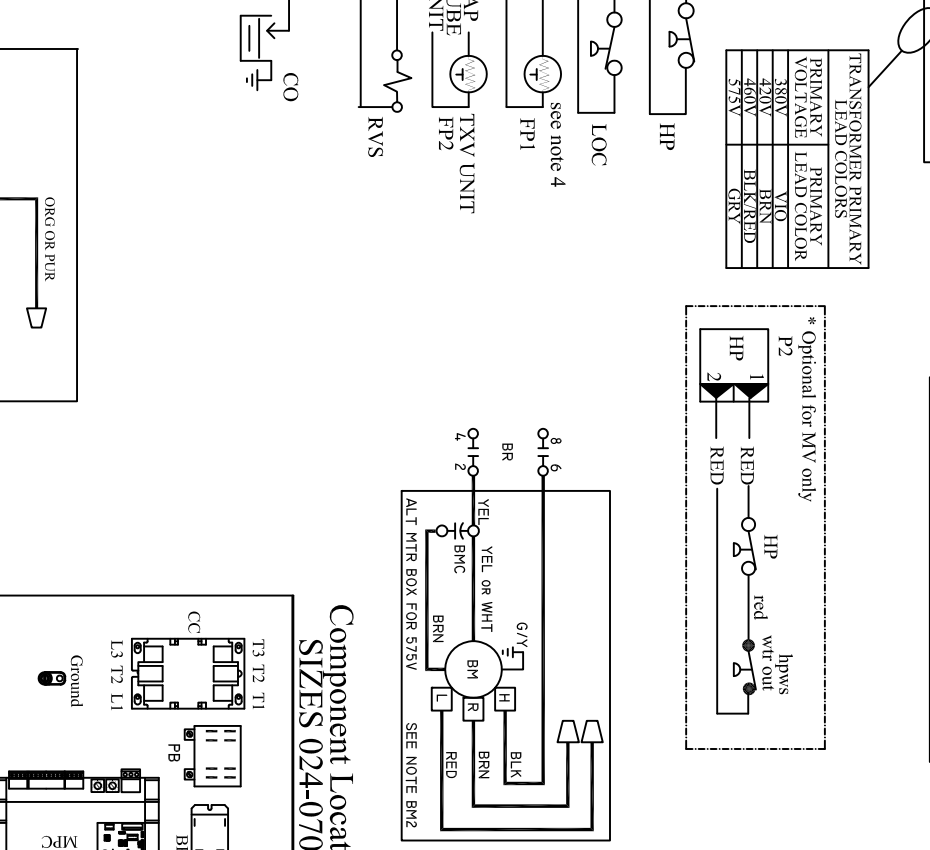 CO
RVS
TXV UNIT
FP2
FP1
see note 4
LOC
HP
TRANSFORMER PRIMARY
LEAD COLORS
PRIMARY VOLTAGE
PRIMARY LEAD COLOR
380V VIO
420V BRN
460V BLK/RED
575V GRY
ORG OR PUR
* Optional for MV only
P2
HP
1
2
RED
RED
HP
red
hpws
wtr out
8
6
BR
4
2
YEL
YEL OR WHT
BMC
BRN
G/Y
BM
H
R
L
BLK
BRN
RED
ALT MTR BOX FOR 575V
SEE NOTE BM2
SIZES 024-070
Component
CC
T3 T2 T1
L3 T2 L1
Ground
PB
MPC